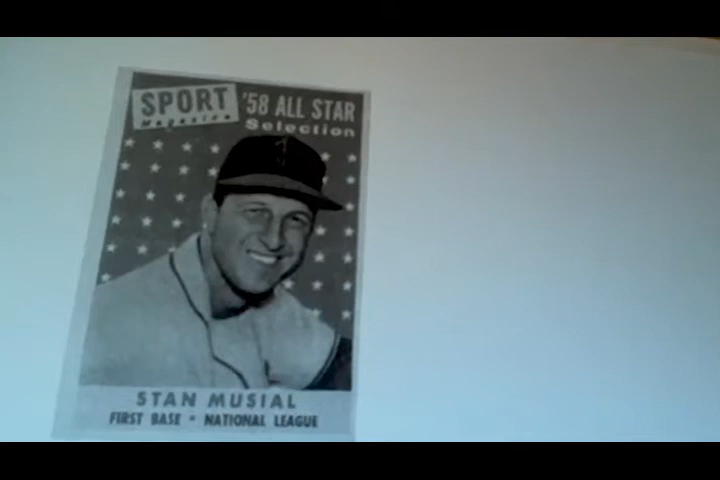 SPORT
magazine
'58 ALL STAR
Selection
STAN MUSIAL
FIRST BASE • NATIONAL LEAGUE